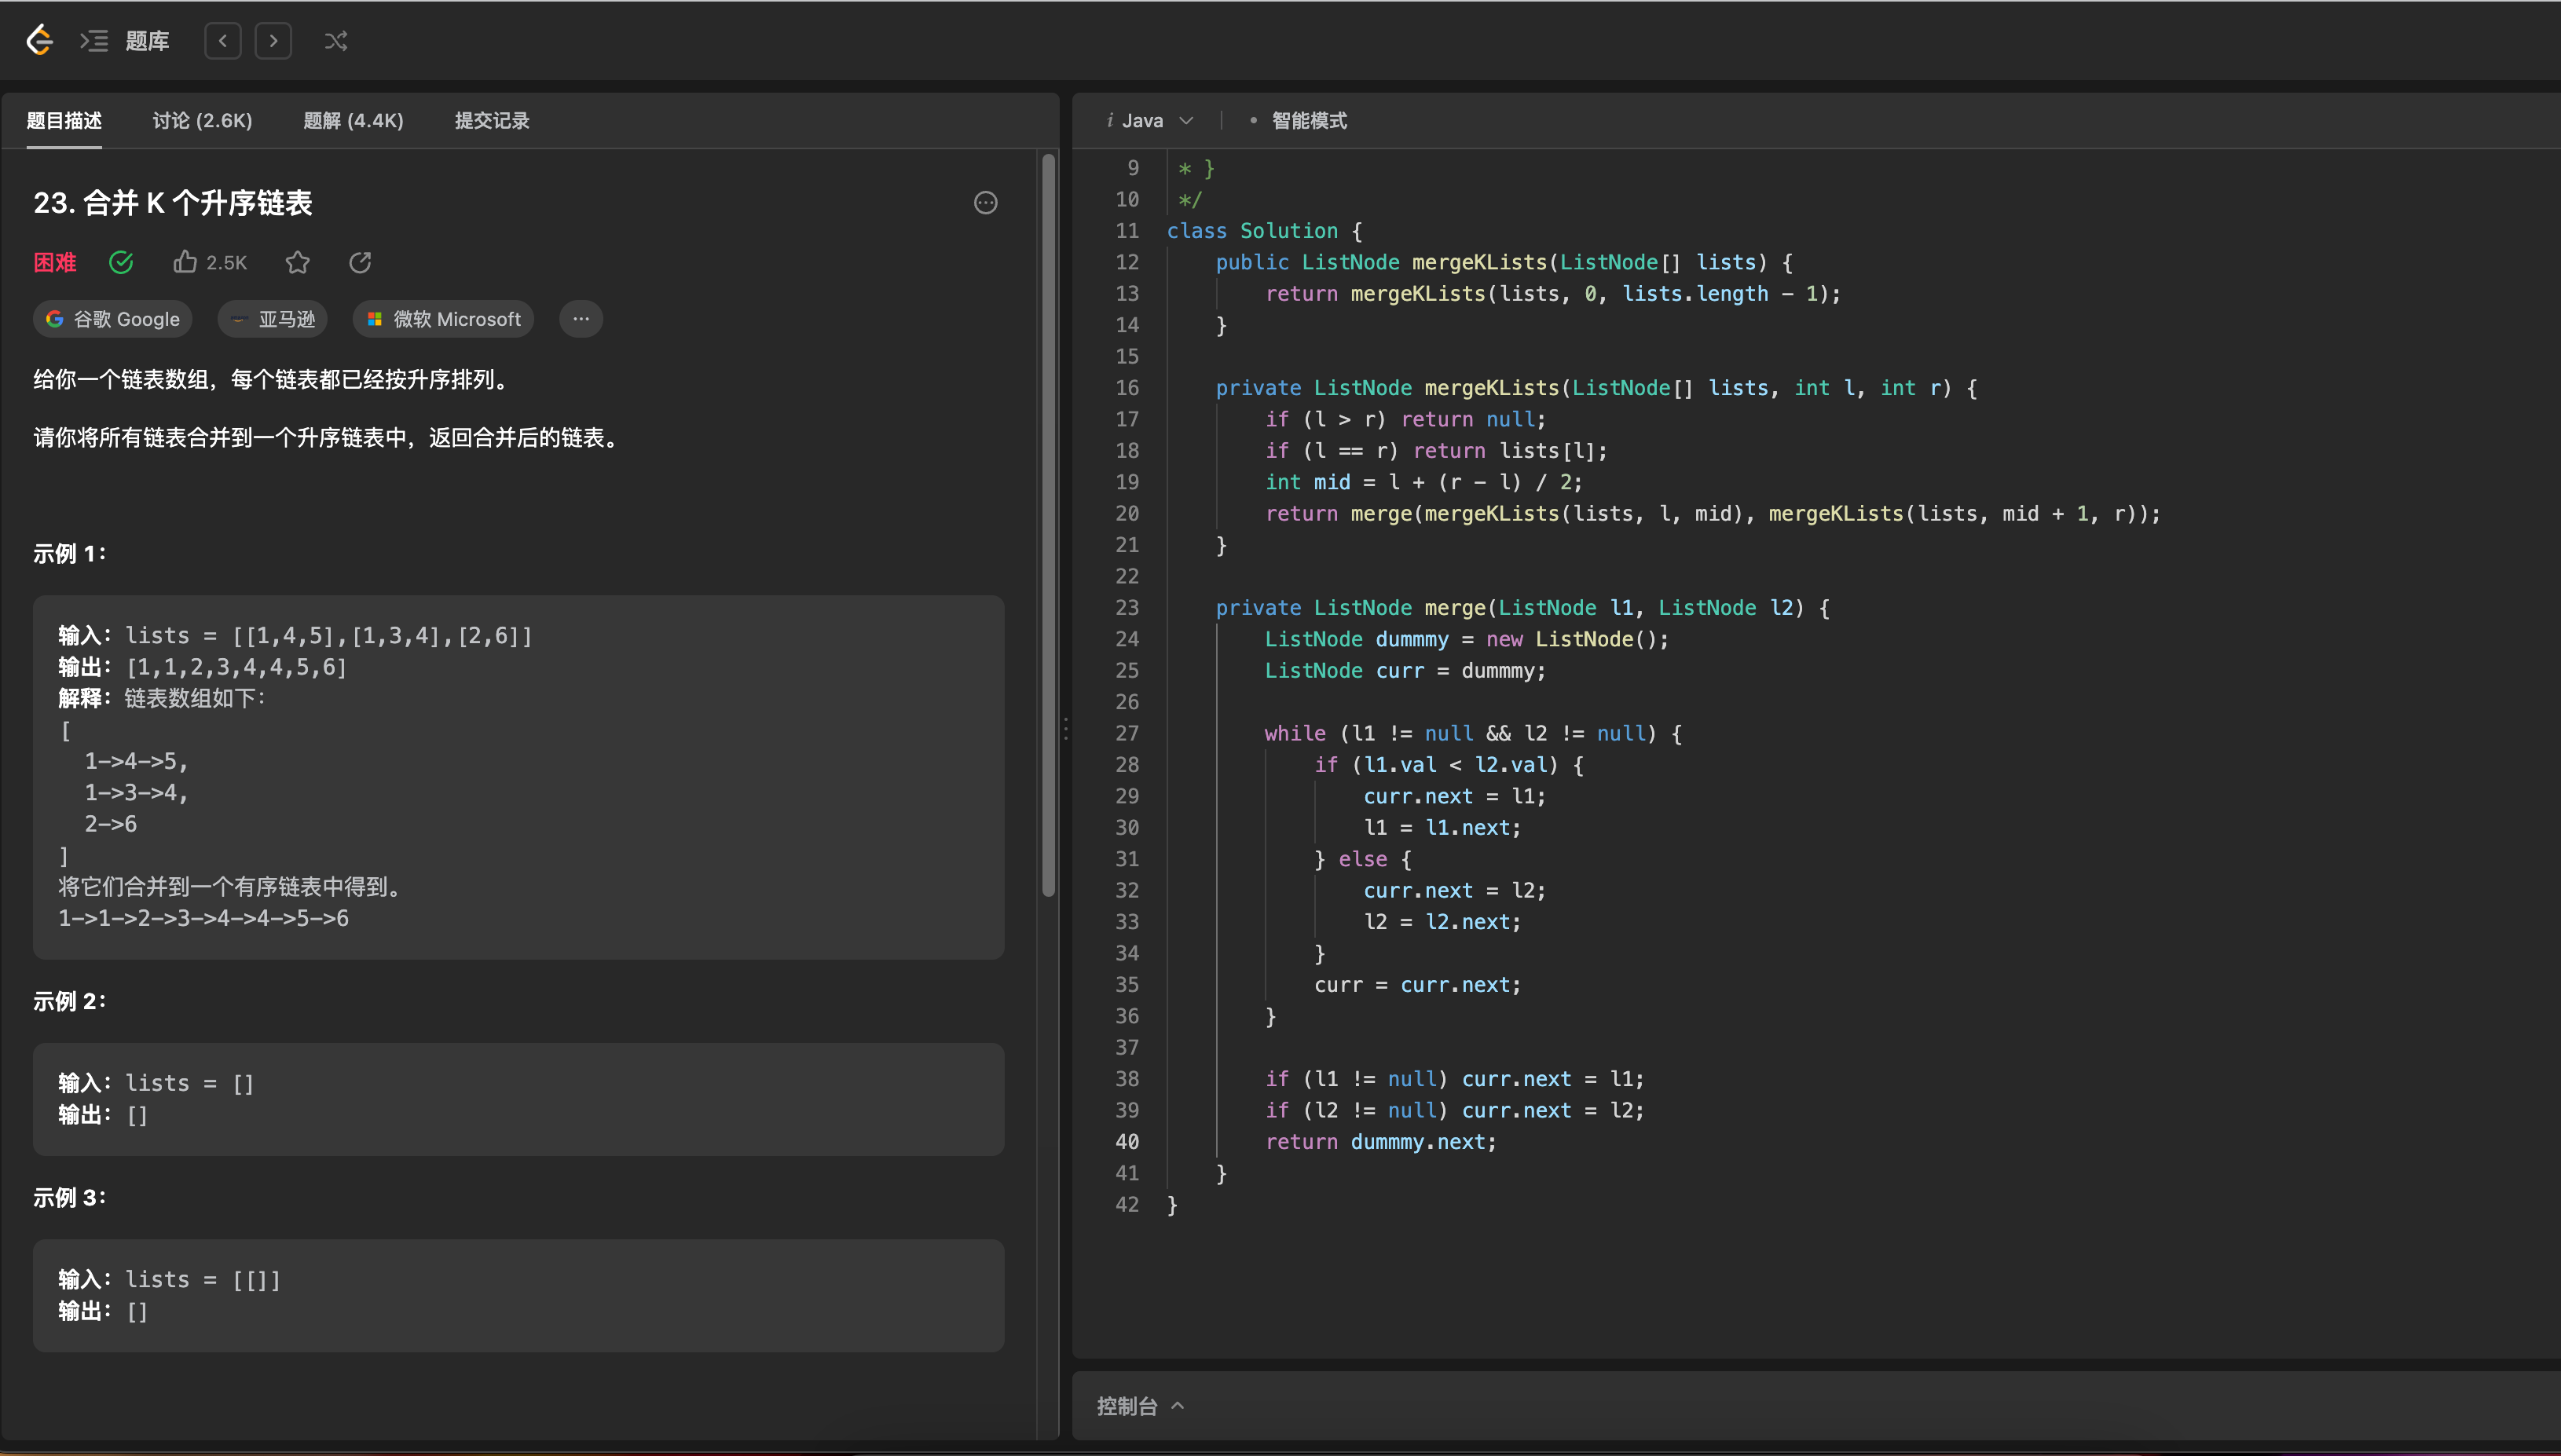 题库
题目描述 讨论 (2.6K) 题解 (4.4K) 提交记录
23. 合并 K 个升序链表
困难 2.5K
谷歌 Google 亚马逊 微软 Microsoft ...
给你一个链表数组，每个链表都已经按升序排列。
请你将所有链表合并到一个升序链表中，返回合并后的链表。
示例 1：
输入：lists = [[1,4,5],[1,3,4],[2,6]]
输出：[1,1,2,3,4,4,5,6]
解释：链表数组如下：
[
  1->4->5,
  1->3->4,
  2->6
]
将它们合并到一个有序链表中得到。
1->1->2->3->4->4->5->6
示例 2：
输入：lists = []
输出：[]
示例 3：
输入：lists = [[]]
输出：[]
i Java • 智能模式
9  * }
10  */
11 class Solution {
12     public ListNode mergeKLists(ListNode[] lists) {
13         return mergeKLists(lists, 0, lists.length - 1);
14     }
15
16     private ListNode mergeKLists(ListNode[] lists, int l, int r) {
17         if (l > r) return null;
18         if (l == r) return lists[l];
19         int mid = l + (r - l) / 2;
20         return merge(mergeKLists(lists, l, mid), mergeKLists(lists, mid + 1, r));
21     }
22
23     private ListNode merge(ListNode l1, ListNode l2) {
24         ListNode dummmy = new ListNode();
25         ListNode curr = dummmy;
26
27         while (l1 != null && l2 != null) {
28             if (l1.val < l2.val) {
29                 curr.next = l1;
30                 l1 = l1.next;
31             } else {
32                 curr.next = l2;
33                 l2 = l2.next;
34             }
35             curr = curr.next;
36         }
37
38         if (l1 != null) curr.next = l1;
39         if (l2 != null) curr.next = l2;
40         return dummmy.next;
41     }
42 }
控制台